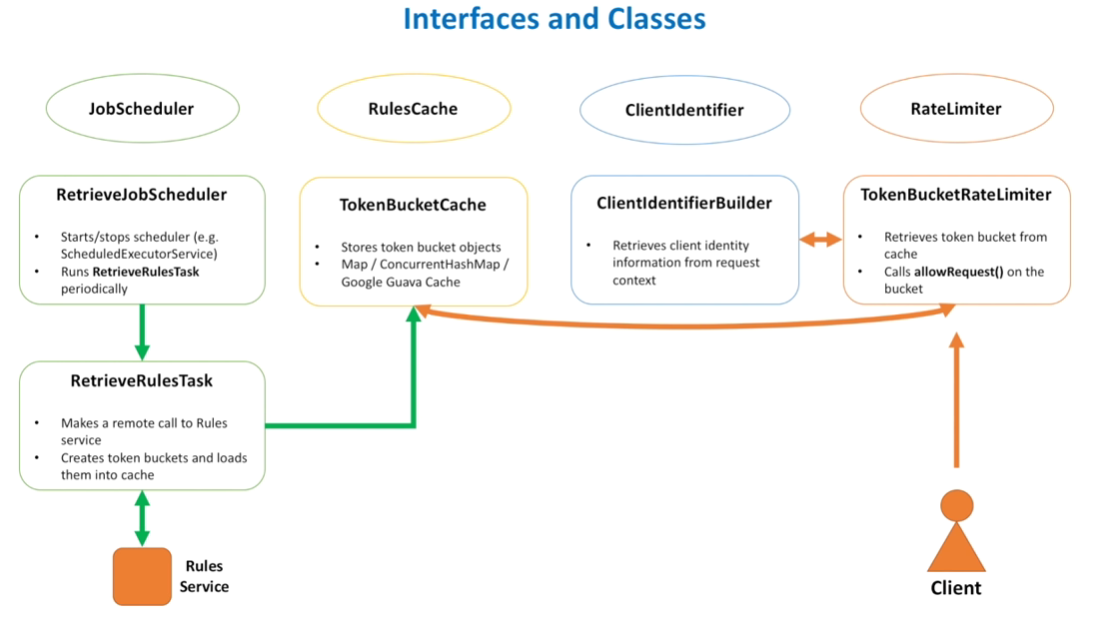 Interfaces and Classes
JobScheduler
RulesCache
ClientIdentifier
RateLimiter
RetrieveJobScheduler
• Starts/stops scheduler (e.g.
ScheduledExecutorService)
• Runs RetrieveRulesTask
periodically
TokenBucketCache
• Stores token bucket objects
• Map / ConcurrentHashMap /
Google Guava Cache
ClientIdentifierBuilder
• Retrieves client identity
information from request
context
TokenBucketRateLimiter
• Retrieves token bucket from
cache
• Calls allowRequest() on the
bucket
RetrieveRulesTask
• Makes a remote call to Rules
service
• Creates token buckets and loads
them into cache
Rules
Service
Client